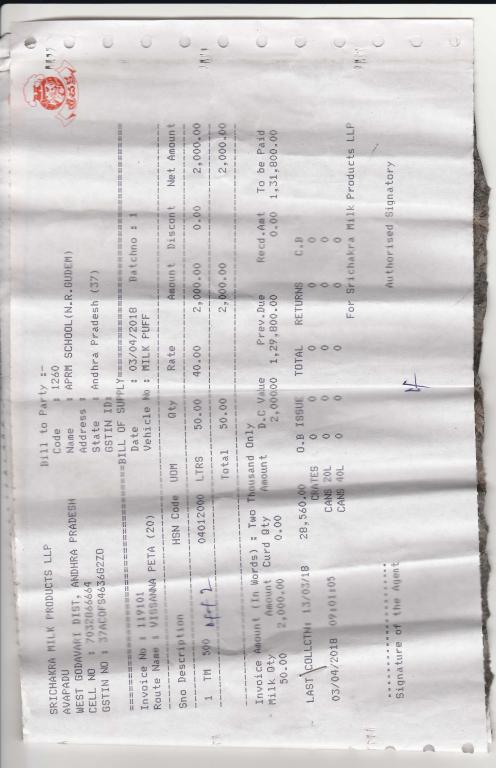 SRICHAKRA MILK PRODUCTS LLP
AVAPADU
WEST GODAVARI DIST, ANDHRA PRADESH
CELL NO : 7032866664
GSTIN NO : 37ACOFS4636G2ZO
Bill to Party :-
Code : 1260
Name : APRM SCHOOL(N.R.GUDEM)
Address :
State : Andhra Pradesh (37)
GSTIN ID:
BILL OF SUPPLY
Invoice No : 119101 Date : 03/04/2018 Batchno : 1
Route Name : VISSANNA PETA (20) Vehicle No : MILK PUFF
Sno Description HSN Code UOM Qty Rate Amount Discont Net Amount
1 TM 500 04012000 LTRS 50.00 40.00 2,000.00 0.00 2,000.00
Total 50.00 2,000.00 2,000.00
Invoice Amount (In Words) : Two Thousand Only
Milk Qty Amount Curd Qty Amount D.C Value Prev.Due Recd.Amt To be Paid
50.00 2,000.00 0.00 2,000.00 1,29,800.00 0.00 1,31,800.00
LAST COLLCTN: 13/03/18 28,560.00 O.B ISSUE TOTAL RETURNS C.B
CRATES 0 0 0 0
CANS 20L 0 0 0 0
CANS 40L 0 0 0 0
03/04/2018 09:01:05
For Srichakra Milk Products LLP
Signature of the Agent Authorised Signatory